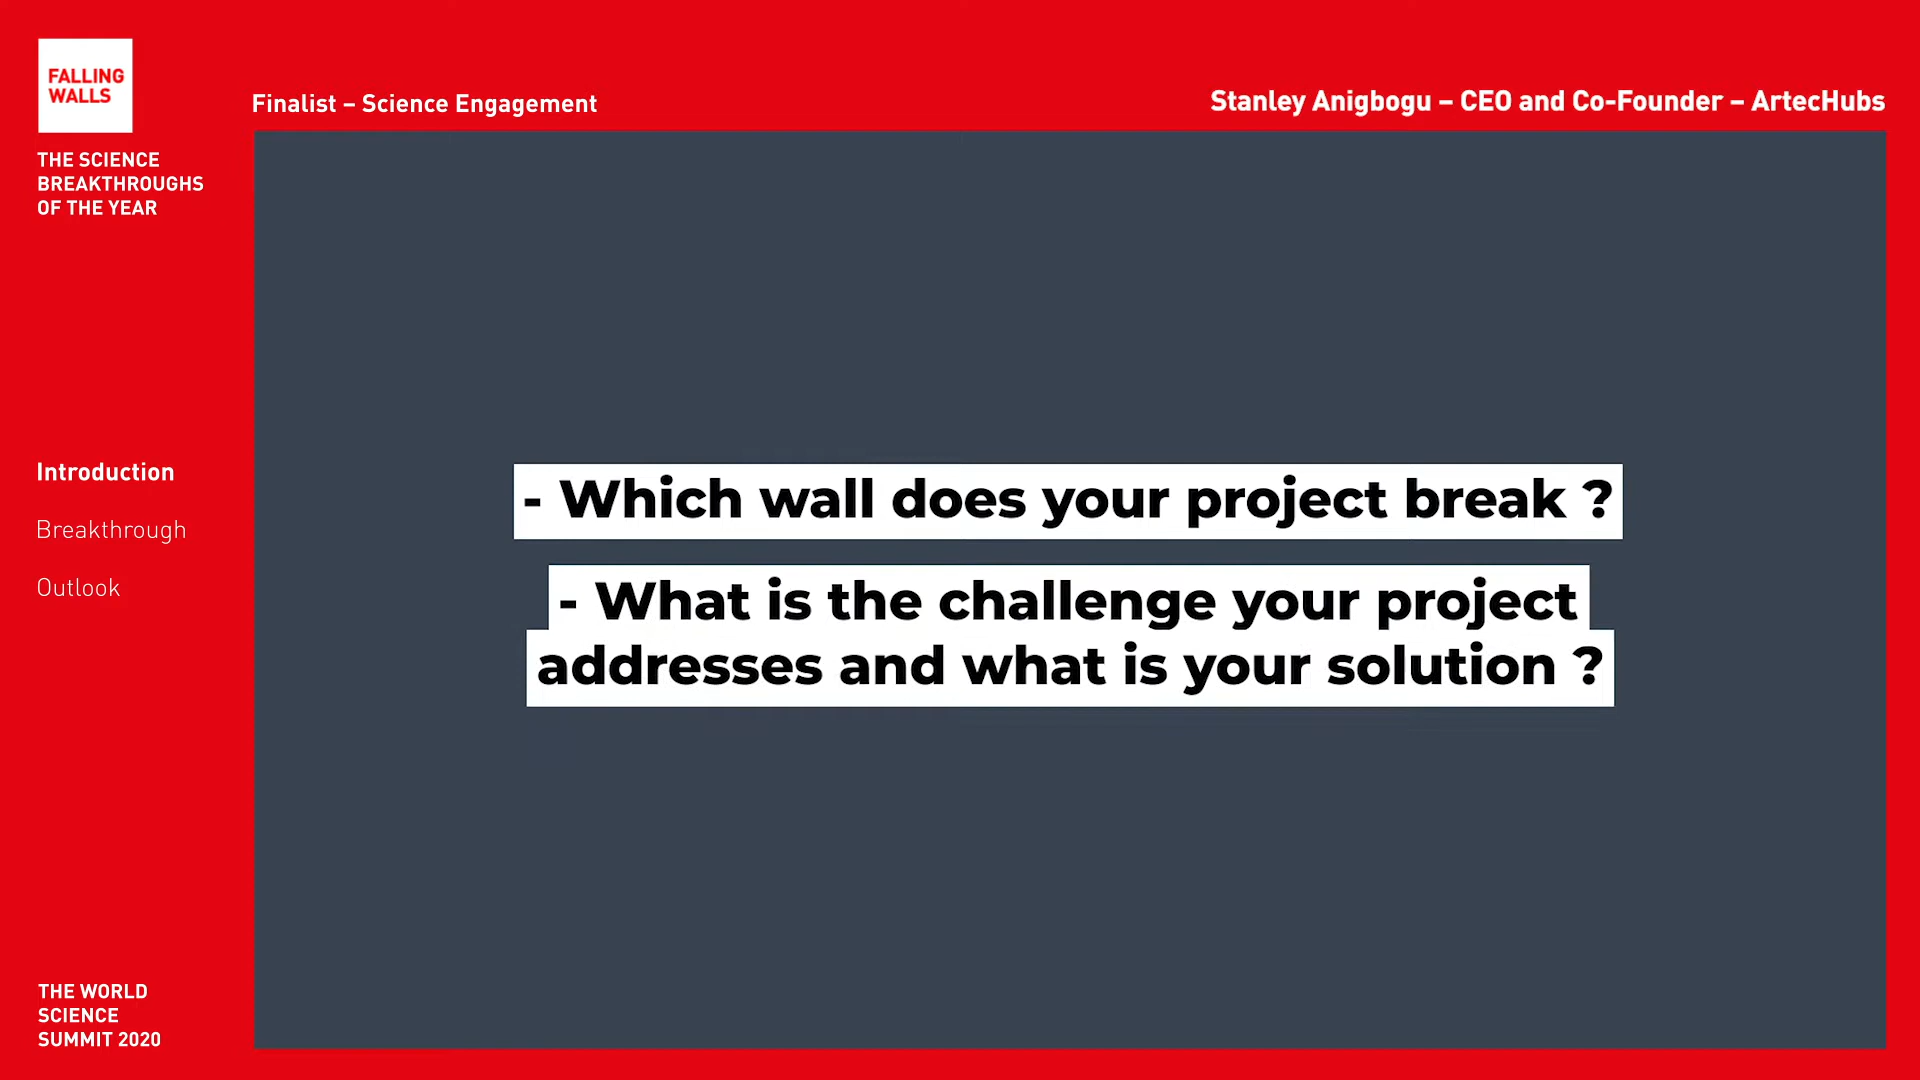 FALLING
WALLS
THE SCIENCE
BREAKTHROUGHS
OF THE YEAR
Finalist – Science Engagement
Stanley Anigbogu – CEO and Co-Founder – ArtecHubs
Introduction
Breakthrough
Outlook
- Which wall does your project break ?
- What is the challenge your project
addresses and what is your solution ?
THE WORLD
SCIENCE
SUMMIT 2020